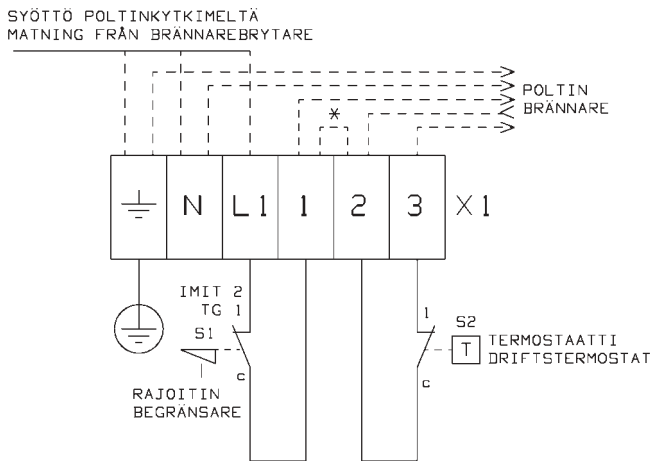 SYÖTTÖ POLTINKYTKIMELTÄ
MATNING FRÅN BRÄNNAREBRYTARE
POLTIN
BRÄNNARE
*
N L1 1 2 3 X1
IMIT 2
TG 1
S1
c
RAJOITIN
BEGRÄNSARE
1
S2
T
TERMOSTAATTI
DRIFTSTERMOSTAT
c